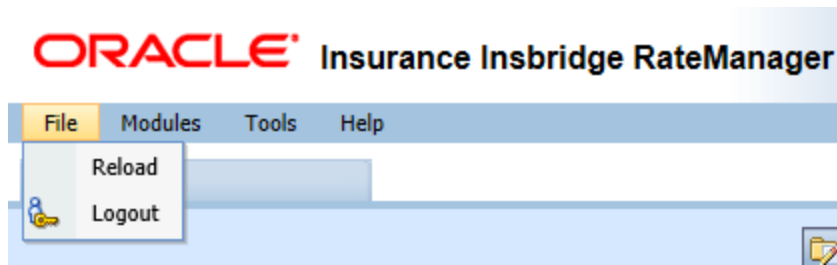 ORACLE® Insurance Insbridge RateManager
File Modules Tools Help
Reload
Logout